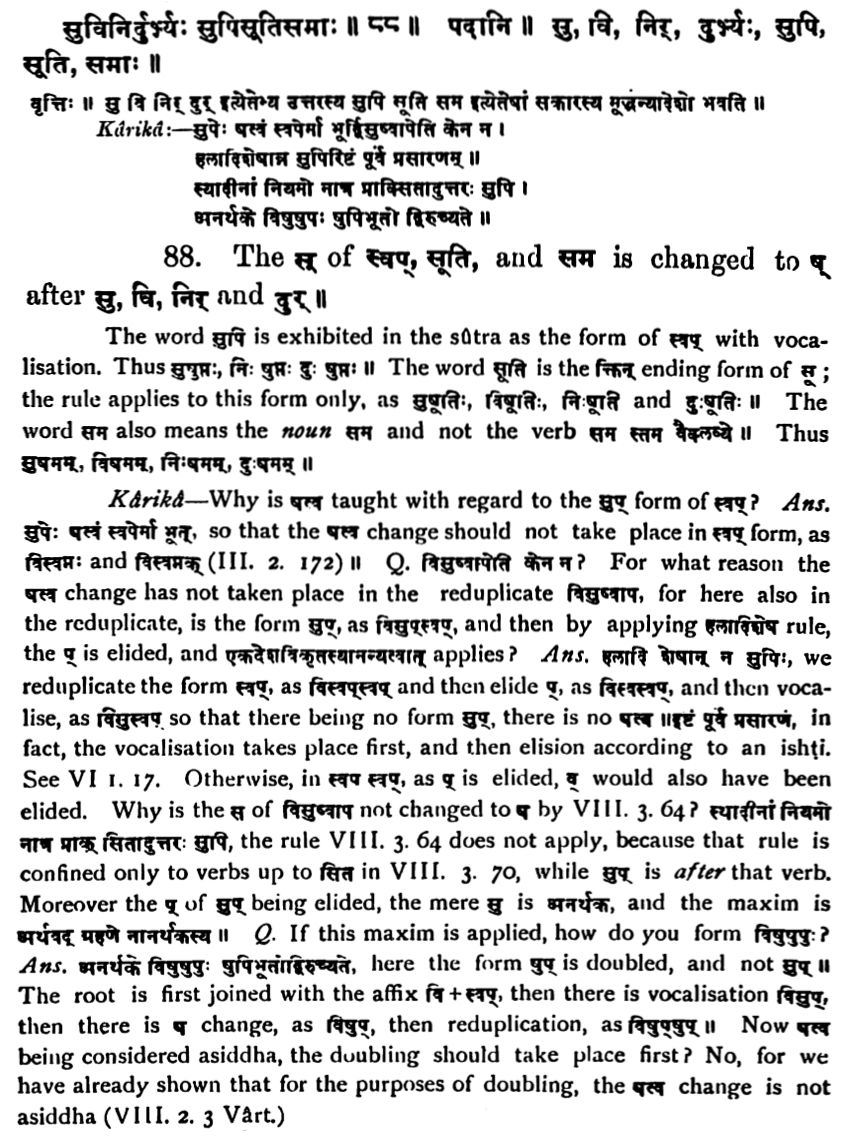 सुविनिर्दुर्भ्यः सुपिसूतिसमाः ॥ ८८ ॥ पदानि ॥ सु, वि, निर्, दुर्भ्यः, सुपि,
सूति, समाः ॥
वृत्तिः ॥ सु वि निर् दुर् इत्येतेभ्य उत्तरस्य सुपि सूति सम इत्येतेषां सकारस्य मूर्द्धन्यादेशो भवति ॥
Kârikâ:—सुपेः षत्वं स्वपेर्मा भूद्विसुष्वापेति केन न ।
हलादिशेषान्न सुपिरिष्टं पूर्वं प्रसारणम् ॥
स्थादीनां नियमो नात्र प्राक्सितादुत्तरः सुपि ।
अनर्थके विषुषुपः षुपिभूतो द्विरुच्यते ॥
88. The स् of स्वप्, सूति, and सम is changed to ष्
after सु, वि, निर् and दुर् ॥
The word सुपि is exhibited in the sûtra as the form of स्वप् with voca-
lisation. Thus सुषुप्तः, निः षुप्तः दुः षुप्तः ॥ The word सूति is the क्तिन् ending form of सू ;
the rule applies to this form only, as सुषूतिः, विषूतिः, निःषूति and दुःषूतिः ॥ The
word सम also means the noun सम and not the verb सम स्तम वैक्लव्ये ॥ Thus
सुषमम्, विषमम्, निःषमम्, दुःषमम् ॥
Kârikâ—Why is षत्व taught with regard to the सुप् form of स्वप्? Ans.
सुपेः षत्वं स्वपेर्मा भूत्, so that the षत्व change should not take place in स्वप् form, as
विस्वप्नः and विस्वप्नक् (III. 2. 172) ॥ Q. विसुष्वापेति केन न? For what reason the
षत्व change has not taken place in the reduplicate विसुष्वाप, for here also in
the reduplicate, is the form सुप्, as विसुप्स्वप्, and then by applying हलादिशेष rule,
the प् is elided, and एकदेशविकृतस्यानन्यत्वात् applies? Ans. हलादि शेषान् न सुपिः, we
reduplicate the form स्वप्, as विस्वप्स्वप् and then elide प्, as विस्वस्वप्, and then voca-
lise, as विसुस्वप् so that there being no form सुप्, there is no षत्व ॥इष्टं पूर्वं प्रसारणं, in
fact, the vocalisation takes place first, and then elision according to an ishṭi.
See VI 1. 17. Otherwise, in स्वप स्वप्, as प् is elided, व् would also have been
elided. Why is the स of विसुष्वाप not changed to ष by VIII. 3. 64? स्थादीनां नियमो
नात्र प्राक् सितादुत्तरः सुपि, the rule VIII. 3. 64 does not apply, because that rule is
confined only to verbs up to सित in VIII. 3. 70, while सुप् is after that verb.
Moreover the प् of सुप् being elided, the mere सु is अनर्थक, and the maxim is
अर्थवद् ग्रहणे नानर्थकस्य ॥ Q. If this maxim is applied, how do you form विषुषुपुः?
Ans. अनर्थके विषुषुपुः षुपिभूतोद्विरुच्यते, here the form षुप् is doubled, and not सुप् ॥
The root is first joined with the affix वि + स्वप्, then there is vocalisation विसुप्,
then there is ष change, as विषुप्, then reduplication, as विषुप्षुप् ॥ Now षत्व
being considered asiddha, the doubling should take place first? No, for we
have already shown that for the purposes of doubling, the षत्व change is not
asiddha (VIII. 2. 3 Vârt.)